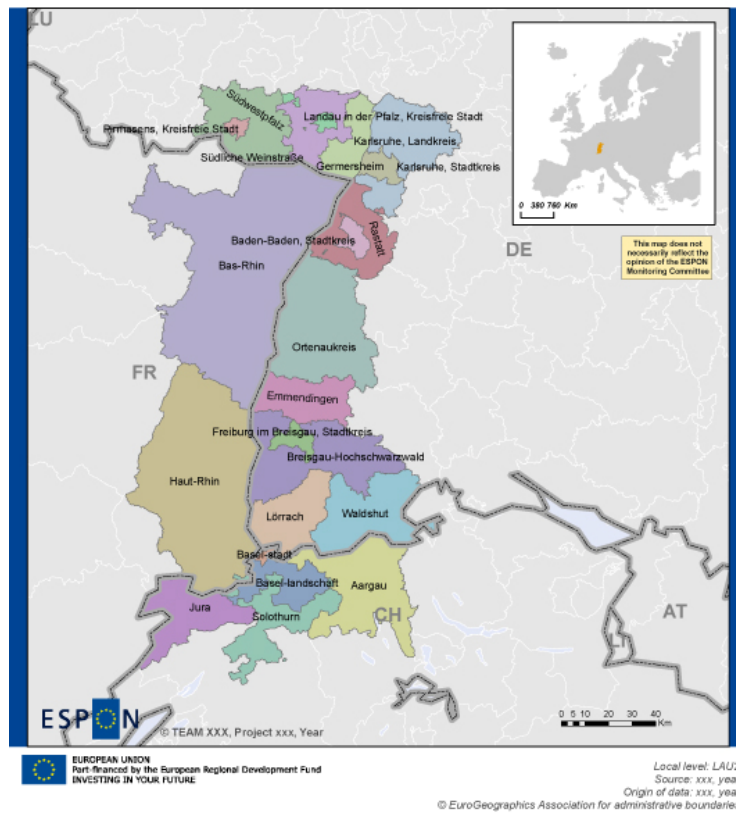 LU
Südwestpfalz
Landau in der Pfalz, Kreisfreie Stadt
Pirmasens, Kreisfreie Stadt
Karlsruhe, Landkreis
Südliche Weinstraße
Germersheim
Karlsruhe, Stadtkreis
0 380 760 Km
Baden-Baden, Stadtkreis
Rastatt
Bas-Rhin
DE
This map does not
necessarily reflect the
opinion of the ESPON
Monitoring Committee
Ortenaukreis
FR
Emmendingen
Freiburg im Breisgau, Stadtkreis
Breisgau-Hochschwarzwald
Haut-Rhin
Lörrach
Waldshut
Basel-stadt
Basel-landschaft
Aargau
Jura
Solothurn
CH
AT
LI
ESPON
© TEAM XXX, Project xxx, Year
0 5 10 20 30 40
Km
EUROPEAN UNION
Part-financed by the European Regional Development Fund
INVESTING IN YOUR FUTURE
Local level: LAU2
Source: xxx, yea
Origin of data: xxx, yea
© EuroGeographics Association for administrative boundaries